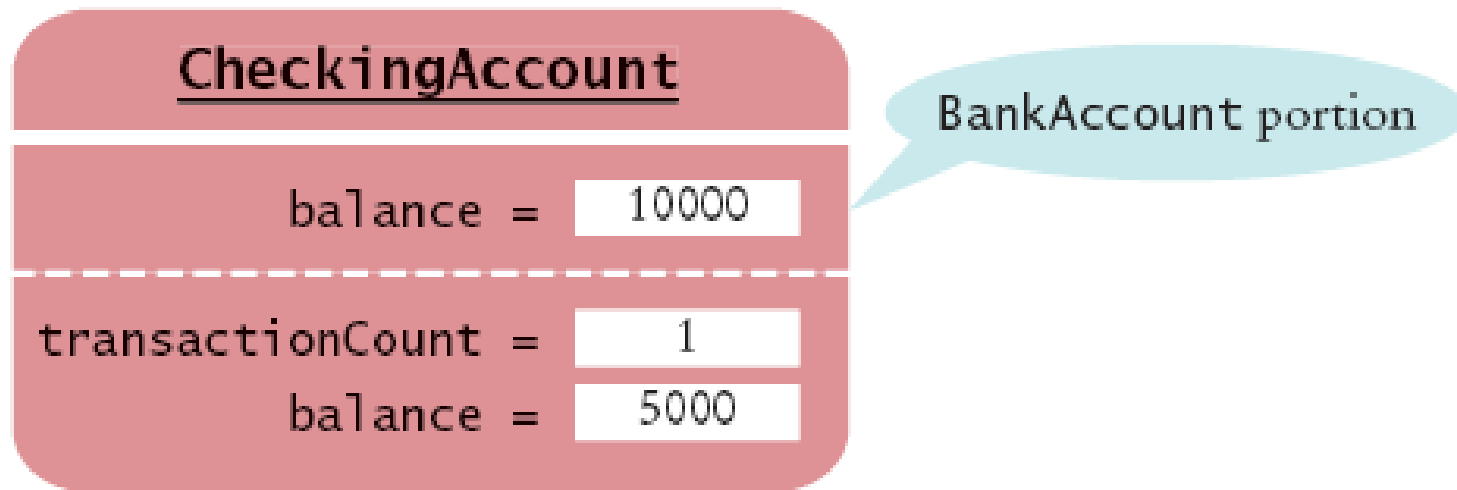 CheckingAccount
BankAccount portion
balance = 10000
transactionCount = 1
balance = 5000